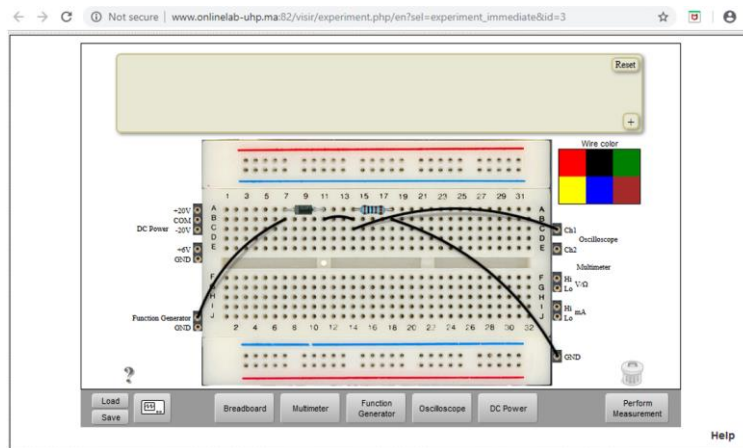 Not secure | www.onlinelab-uhp.ma:82/visir/experiment.php/en?sel=experiment_immediate&id=3
Reset
+
Wire color
1 3 5 7 9 11 13 15 17 19 21 23 25 27 29 31
A A
B B
C C
D D
E E
F F
G G
H H
I I
J J
2 4 6 8 10 12 14 16 18 20 22 24 26 28 30 32
+20V
COM
DC Power -20V
+6V
GND
Function Generator
GND
Ch1
Oscilloscope
Ch2
Multimeter
Hi
V/Ω
Lo
Hi
mA
Lo
GND
?
Load
Save
Breadboard
Multimeter
Function
Generator
Oscilloscope
DC Power
Perform
Measurement
Help